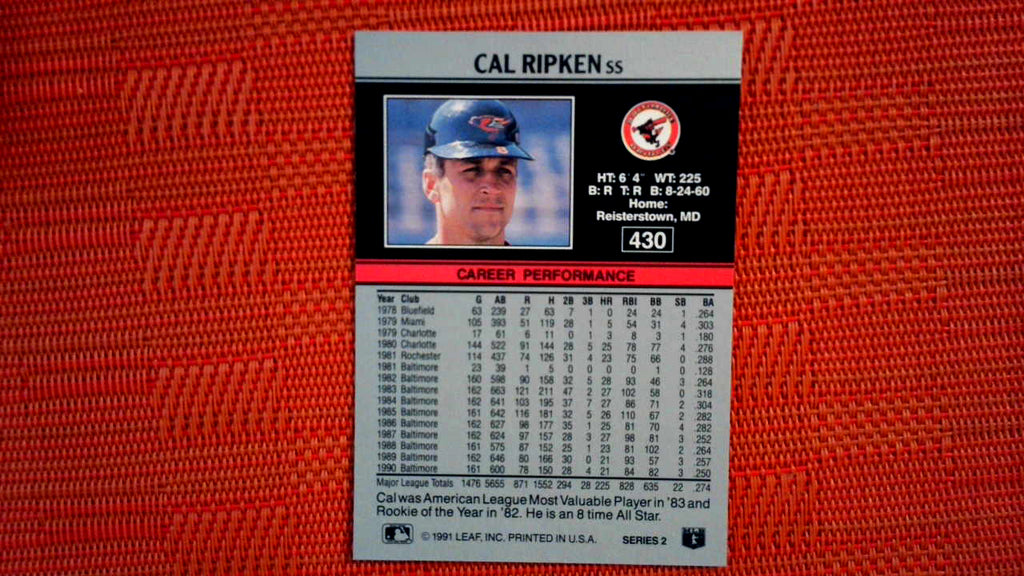 CAL RIPKEN SS
HT: 6'4" WT: 225
B: R T: R B: 8-24-60
Home:
Reisterstown, MD
430
CAREER PERFORMANCE
Year Club G AB R H 2B 3B HR RBI BB SB BA
1978 Bluefield 63 239 27 63 7 1 0 24 24 1 .264
1979 Miami 105 393 51 119 28 1 5 54 31 4 .303
1979 Charlotte 17 61 6 11 0 1 3 8 3 1 .180
1980 Charlotte 144 522 91 144 28 5 25 78 77 4 .276
1981 Rochester 114 437 74 126 31 4 23 75 66 0 .288
1981 Baltimore 23 39 1 5 0 0 0 0 1 0 .128
1982 Baltimore 160 598 90 158 32 5 28 93 46 3 .264
1983 Baltimore 162 663 121 211 47 2 27 102 58 0 .318
1984 Baltimore 162 641 103 195 37 7 27 86 71 2 .304
1985 Baltimore 161 642 116 181 32 5 26 110 67 2 .282
1986 Baltimore 162 627 98 177 35 1 25 81 70 4 .282
1987 Baltimore 162 624 97 157 28 3 27 98 81 3 .252
1988 Baltimore 161 575 87 152 25 1 23 81 102 2 .264
1989 Baltimore 162 646 80 166 30 0 21 93 57 3 .257
1990 Baltimore 161 600 78 150 28 4 21 84 82 3 .250
Major League Totals 1476 5655 871 1552 294 28 225 828 635 22 .274
Cal was American League Most Valuable Player in '83 and
Rookie of the Year in '82. He is an 8 time All Star.
© 1991 LEAF, INC. PRINTED IN U.S.A. SERIES 2